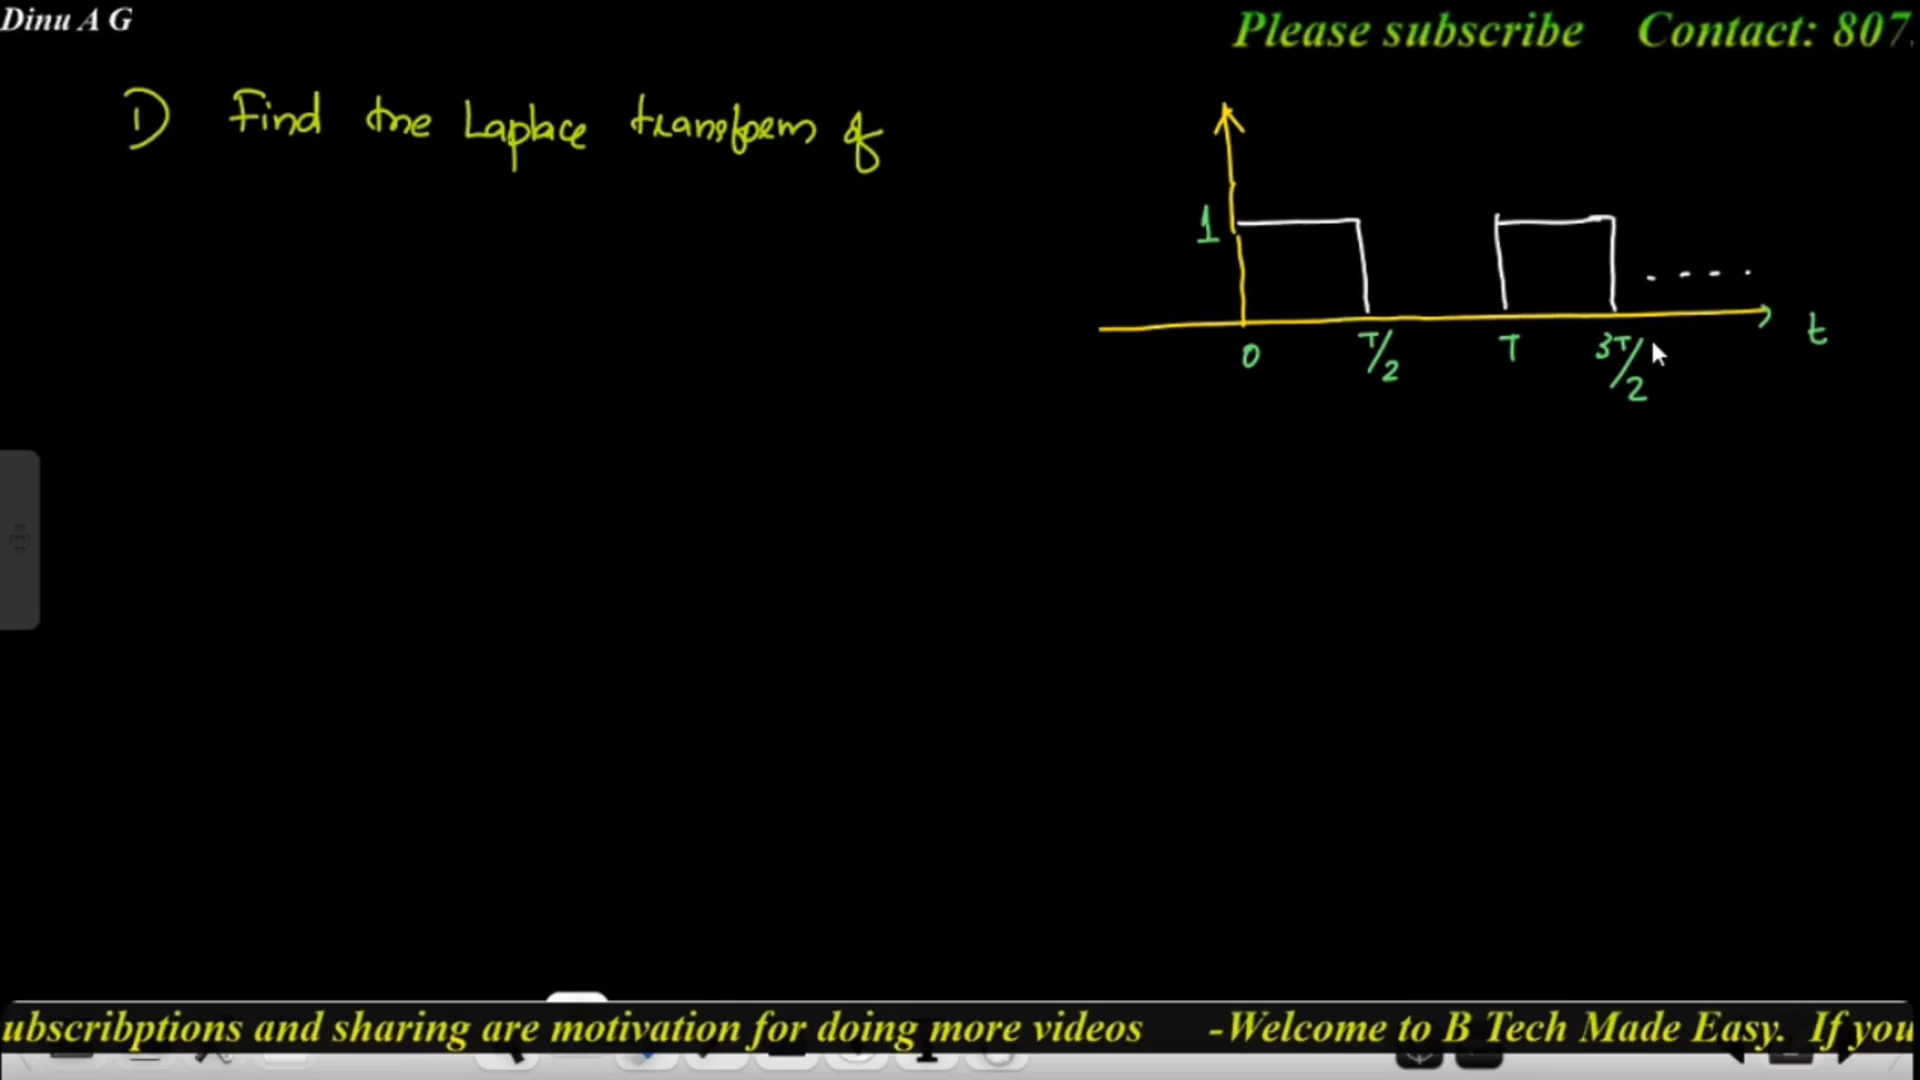 Dinu A G
Please subscribe Contact: 807
1) Find the Laplace transform of
1
0 T/2 T 3T/2 t
ubscribptions and sharing are motivation for doing more videos -Welcome to B Tech Made Easy. If you